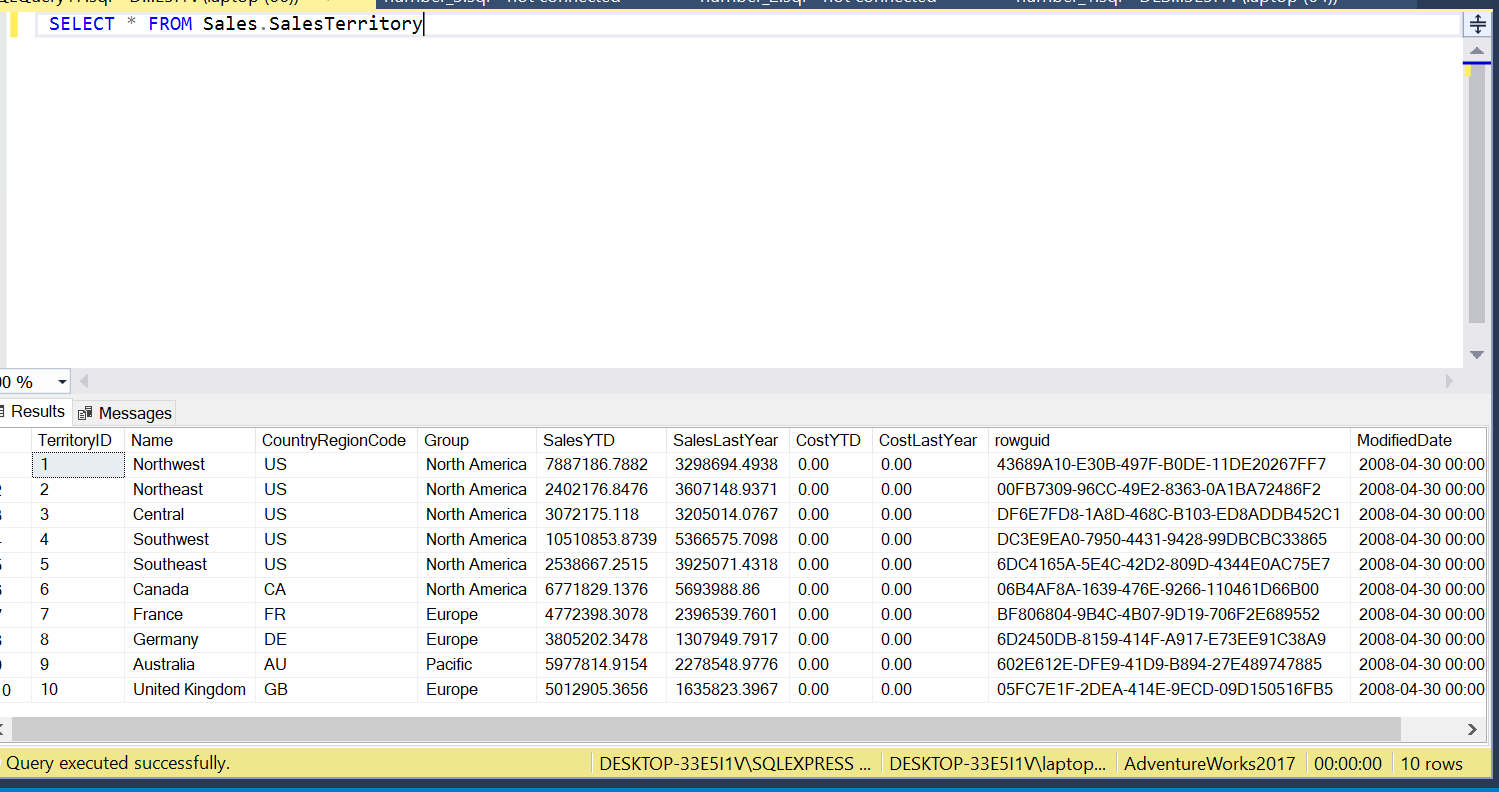 SELECT * FROM Sales.SalesTerritory
%
Results Messages
TerritoryID Name CountryRegionCode Group SalesYTD SalesLastYear CostYTD CostLastYear rowguid ModifiedDate
1 Northwest US North America 7887186.7882 3298694.4938 0.00 0.00 43689A10-E30B-497F-B0DE-11DE20267FF7 2008-04-30 00:00
2 Northeast US North America 2402176.8476 3607148.9371 0.00 0.00 00FB7309-96CC-49E2-8363-0A1BA72486F2 2008-04-30 00:00
3 Central US North America 3072175.118 3205014.0767 0.00 0.00 DF6E7FD8-1A8D-468C-B103-ED8ADDB452C1 2008-04-30 00:00
4 Southwest US North America 10510853.8739 5366575.7098 0.00 0.00 DC3E9EA0-7950-4431-9428-99DBCBC33865 2008-04-30 00:00
5 Southeast US North America 2538667.2515 3925071.4318 0.00 0.00 6DC4165A-5E4C-42D2-809D-4344E0AC75E7 2008-04-30 00:00
6 Canada CA North America 6771829.1376 5693988.86 0.00 0.00 06B4AF8A-1639-476E-9266-110461D66B00 2008-04-30 00:00
7 France FR Europe 4772398.3078 2396539.7601 0.00 0.00 BF806804-9B4C-4B07-9D19-706F2E689552 2008-04-30 00:00
8 Germany DE Europe 3805202.3478 1307949.7917 0.00 0.00 6D2450DB-8159-414F-A917-E73EE91C38A9 2008-04-30 00:00
9 Australia AU Pacific 5977814.9154 2278548.9776 0.00 0.00 602E612E-DFE9-41D9-B894-27E489747885 2008-04-30 00:00
10 United Kingdom GB Europe 5012905.3656 1635823.3967 0.00 0.00 05FC7E1F-2DEA-414E-9ECD-09D150516FB5 2008-04-30 00:00
Query executed successfully. DESKTOP-33E5I1V\SQLEXPRESS ... DESKTOP-33E5I1V\laptop... AdventureWorks2017 00:00:00 10 rows